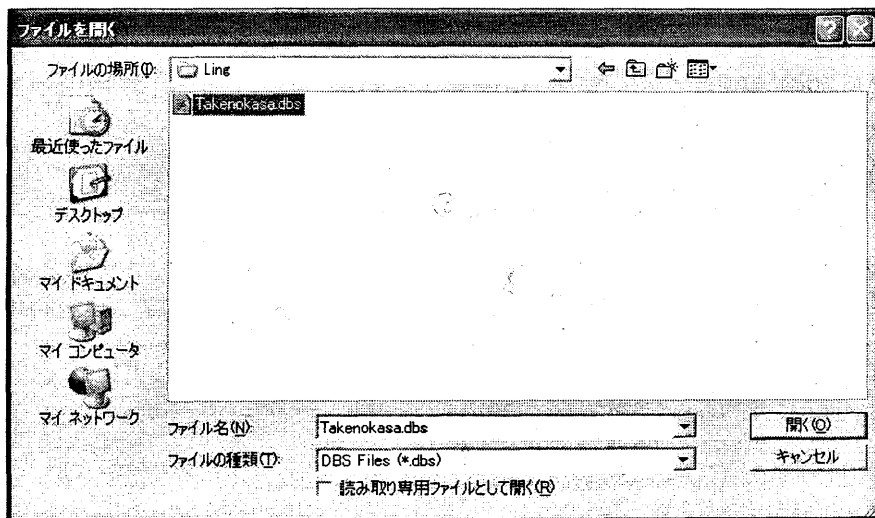 ファイルを開く
ファイルの場所(I): Ling
Takenokasa.dbs
最近使ったファイル
デスクトップ
マイ ドキュメント
マイ コンピュータ
マイ ネットワーク
ファイル名(N): Takenokasa.dbs 開く(O)
ファイルの種類(T): DBS Files (*.dbs) キャンセル
読み取り専用ファイルとして開く(R)